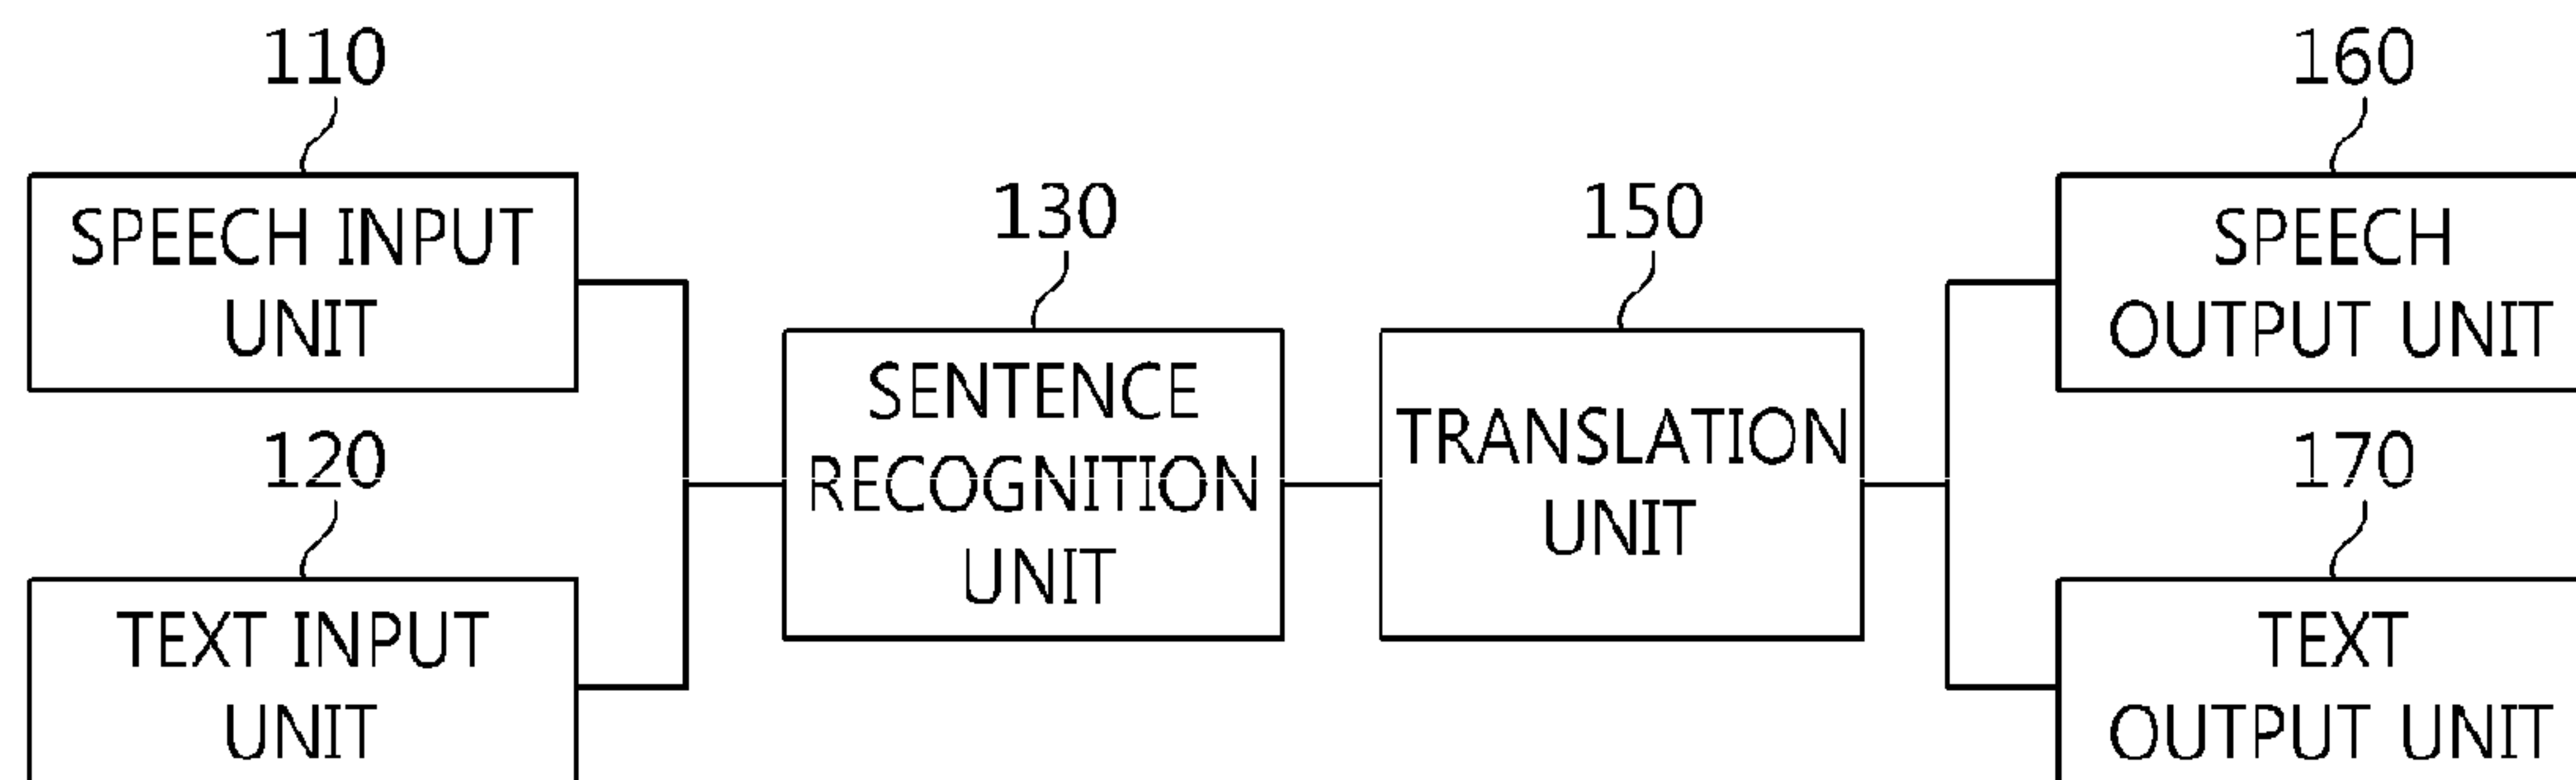 110
SPEECH INPUT
UNIT
120
TEXT INPUT
UNIT
130
SENTENCE
RECOGNITION
UNIT
150
TRANSLATION
UNIT
160
SPEECH
OUTPUT UNIT
170
TEXT
OUTPUT UNIT